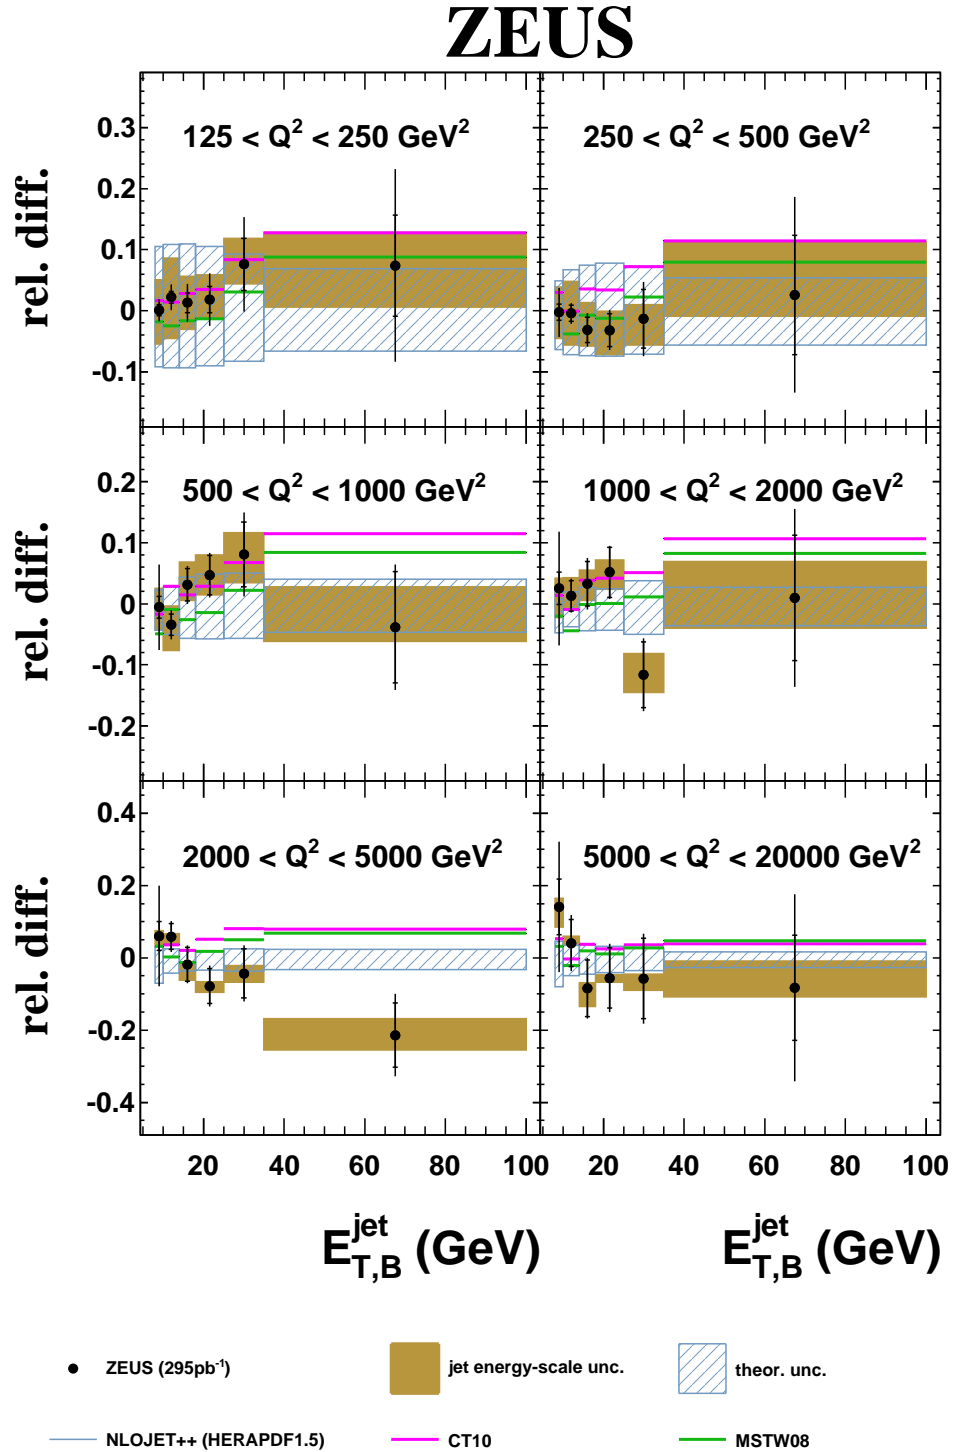 ZEUS
125 < Q² < 250 GeV²
250 < Q² < 500 GeV²
rel. diff.
0.3
0.2
0.1
0
-0.1
500 < Q² < 1000 GeV²
1000 < Q² < 2000 GeV²
rel. diff.
0.2
0.1
0
-0.1
-0.2
2000 < Q² < 5000 GeV²
5000 < Q² < 20000 GeV²
rel. diff.
0.4
0.2
0
-0.2
-0.4
20 40 60 80 100 20 40 60 80 100
E_{T,B}^{jet} (GeV) E_{T,B}^{jet} (GeV)
ZEUS (295pb⁻¹) jet energy-scale unc. theor. unc.
NLOJET++ (HERAPDF1.5) CT10 MSTW08